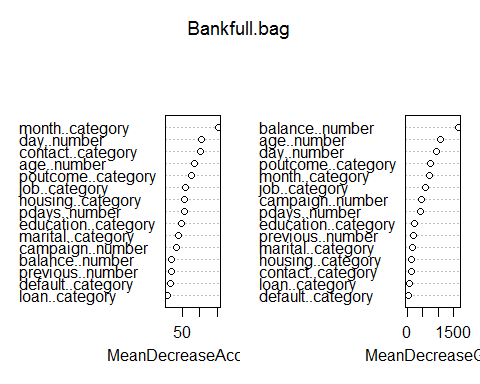 Bankfull.bag
month..category
day..number
contact..category
age..number
poutcome..category
job..category
housing..category
pdays..number
education..category
marital..category
campaign..number
balance..number
previous..number
default..category
loan..category
50
MeanDecreaseAcc
balance..number
age..number
day..number
poutcome..category
month..category
job..category
campaign..number
pdays..number
education..category
previous..number
marital..category
housing..category
contact..category
loan..category
default..category
0 1500
MeanDecreaseG